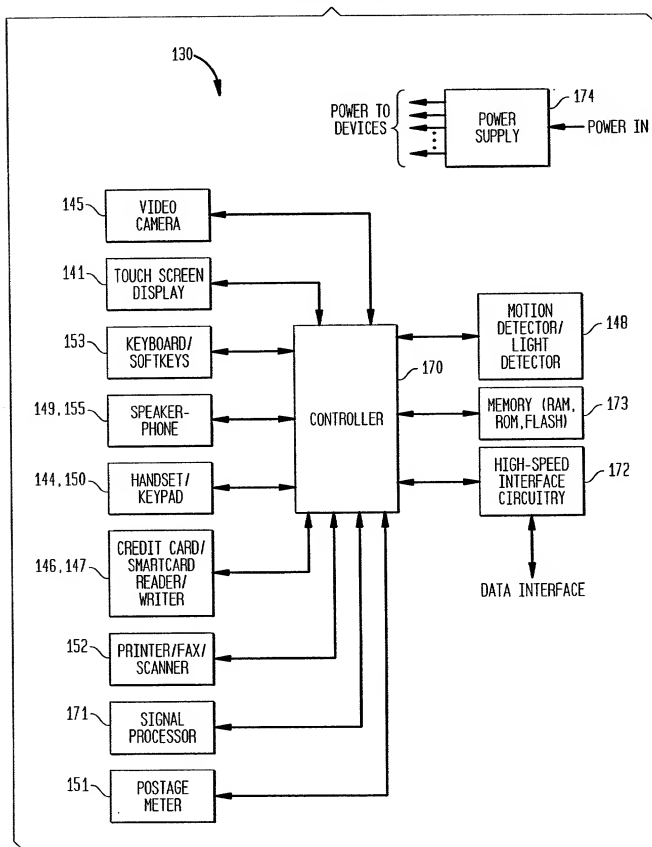 130
174
POWER TO
DEVICES
POWER
SUPPLY
POWER IN
145
VIDEO
CAMERA
141
TOUCH SCREEN
DISPLAY
153
KEYBOARD/
SOFTKEYS
149, 155
SPEAKER-
PHONE
144, 150
HANDSET/
KEYPAD
146, 147
CREDIT CARD/
SMARTCARD
READER/
WRITER
152
PRINTER/FAX/
SCANNER
171
SIGNAL
PROCESSOR
151
POSTAGE
METER
170
CONTROLLER
MOTION
DETECTOR/
LIGHT
DETECTOR
148
MEMORY (RAM,
ROM, FLASH)
173
HIGH-SPEED
INTERFACE
CIRCUITRY
172
DATA INTERFACE